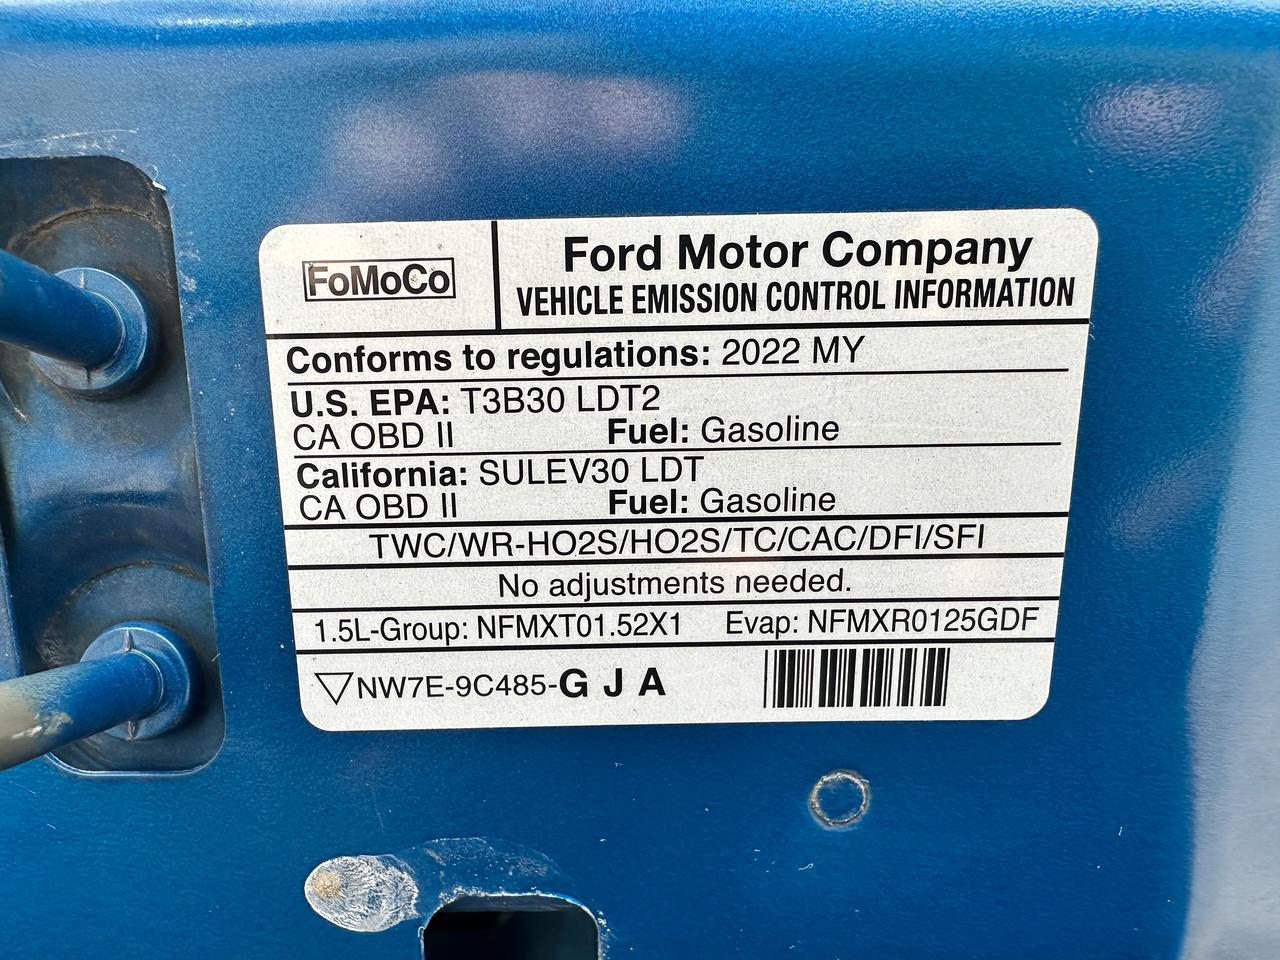 FoMoCo
Ford Motor Company
VEHICLE EMISSION CONTROL INFORMATION
Conforms to regulations: 2022 MY
U.S. EPA: T3B30 LDT2
CA OBD II Fuel: Gasoline
California: SULEV30 LDT
CA OBD II Fuel: Gasoline
TWC/WR-HO2S/HO2S/TC/CAC/DFI/SFI
No adjustments needed.
1.5L-Group: NFMXT01.52X1 Evap: NFMXR0125GDF
NW7E-9C485-G J A